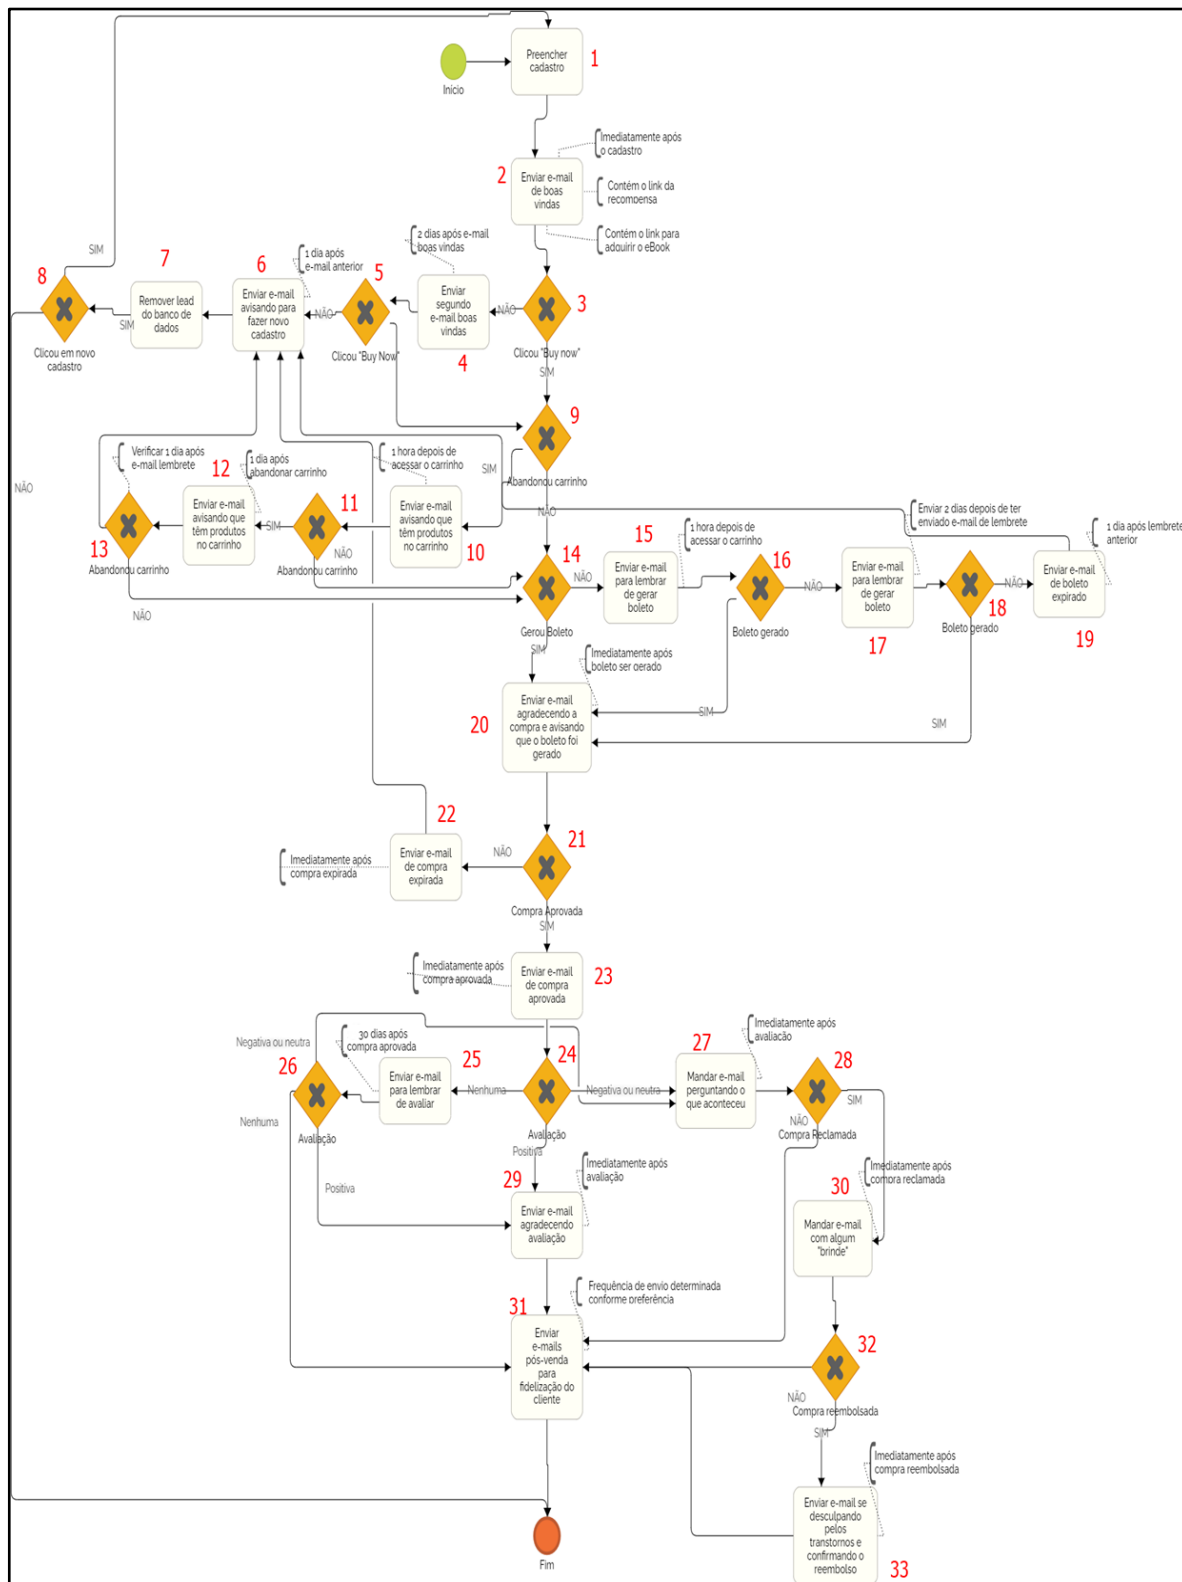 Preencher
cadastro
1
Início
Imediatamente após
o cadastro
2
Enviar e-mail
de boas
vindas
Contém o link da
recompensa
Contém o link para
adquirir o eBook
SIM
7
6
1 dia após
e-mail anterior
2 dias após e-mail
boas vindas
5
8
Remover lead
do banco de
dados
Enviar e-mail
avisando para
fazer novo
cadastro
Enviar
segundo
e-mail boas
vindas
3
SIM
NÃO
NÃO
Clicou em novo
cadastro
Clicou "Buy Now"
4
Clicou "Buy now"
SIM
9
Verificar 1 dia após
e-mail lembrete
12
1 dia após
abandonar carrinho
1 hora depois de
acessar o carrinho
SIM
Abandonou carrinho
NÃO
11
NÃO
Enviar e-mail
avisando que
têm produtos
no carrinho
SIM
Enviar e-mail
avisando que
têm produtos
no carrinho
10
13
Abandonou carrinho
Abandonou carrinho
NÃO
NÃO
14
15
1 hora depois de
acessar o carrinho
16
Enviar 2 dias depois de ter
enviado e-mail de lembrete
1 dia após lembrete
anterior
NÃO
Enviar e-mail
para lembrar
de gerar
boleto
NÃO
Enviar e-mail
para lembrar
de gerar
boleto
NÃO
Enviar e-mail
de boleto
expirado
18
Gerou Boleto
Boleto gerado
17
Boleto gerado
19
SIM
Imediatamente após
boleto ser gerado
20
Enviar e-mail
agradecendo a
compra e avisando
que o boleto foi
gerado
SIM
SIM
22
21
Imediatamente após
compra expirada
Enviar e-mail
de compra
expirada
NÃO
Compra Aprovada
SIM
Imediatamente após
compra aprovada
Enviar e-mail
de compra
aprovada
23
Negativa ou neutra
30 dias após
compra aprovada
25
24
27
Imediatamente após
avaliação
28
26
Enviar e-mail
para lembrar
de avaliar
Nenhuma
Negativa ou neutra
Mandar e-mail
perguntando o
que aconteceu
SIM
Nenhuma
Avaliação
Avaliação
NÃO
Compra Reclamada
Positiva
Positiva
29
Imediatamente após
avaliação
Imediatamente após
compra reclamada
30
Enviar e-mail
agradecendo
avaliação
Mandar e-mail
com algum
"brinde"
Frequência de envio determinada
conforme preferência
31
Enviar
e-mails
pós-venda
para
fidelização do
cliente
32
NÃO
Compra reembolsada
SIM
Imediatamente após
compra reembolsada
Enviar e-mail se
desculpando
pelos
transtornos e
confirmando o
reembolso
33
Fim